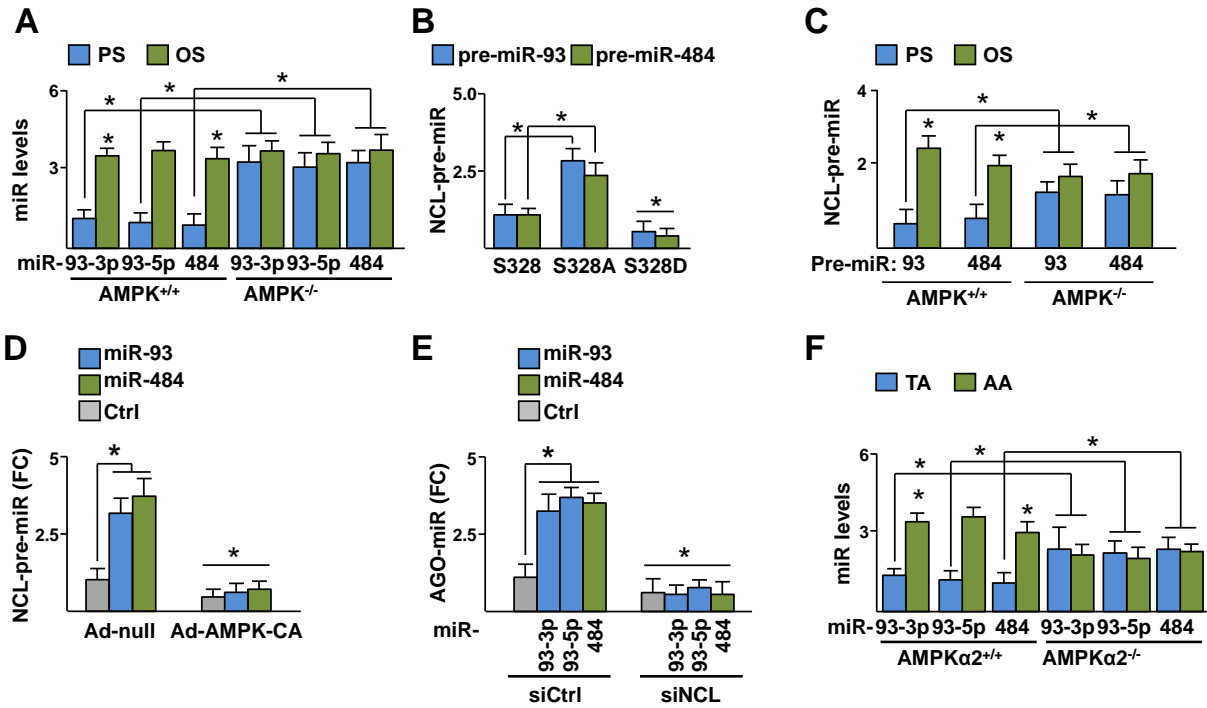 A
PS OS
miR levels
6
3
* * *
* *
miR- 93-3p 93-5p 484 93-3p 93-5p 484
AMPK+/+ AMPK-/-
B
pre-miR-93 pre-miR-484
NCL-pre-miR
5.0
2.5
* * *
S328 S328A S328D
C
PS OS
NCL-pre-miR
4
2
* *
* *
Pre-miR: 93 484 93 484
AMPK+/+ AMPK-/-
D
miR-93
miR-484
Ctrl
NCL-pre-miR (FC)
5
2.5
* *
Ad-null Ad-AMPK-CA
E
miR-93
miR-484
Ctrl
AGO-miR (FC)
5
2.5
* *
miR- 93-3p 93-5p 484 93-3p 93-5p 484
siCtrl siNCL
F
TA AA
miR levels
6
3
* * *
* *
miR- 93-3p 93-5p 484 93-3p 93-5p 484
AMPKα2+/+ AMPKα2-/-